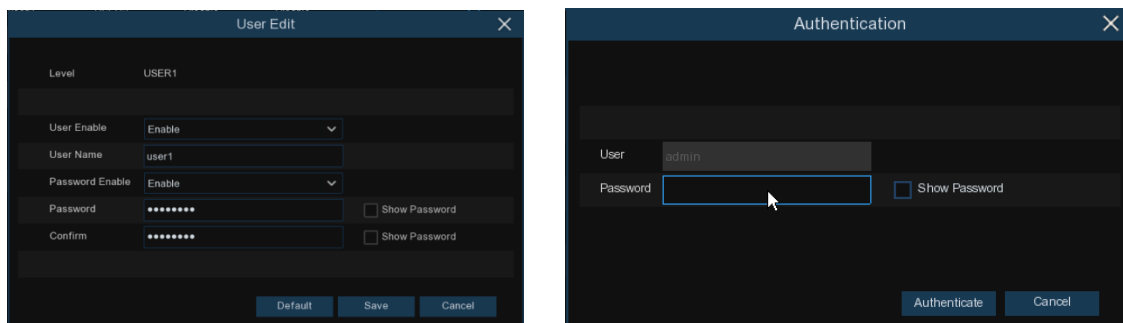 User Edit
Level USER1
User Enable Enable
User Name user1
Password Enable Enable
Password •••••••• Show Password
Confirm •••••••• Show Password
Default Save Cancel
Authentication
User admin
Password Show Password
Authenticate Cancel